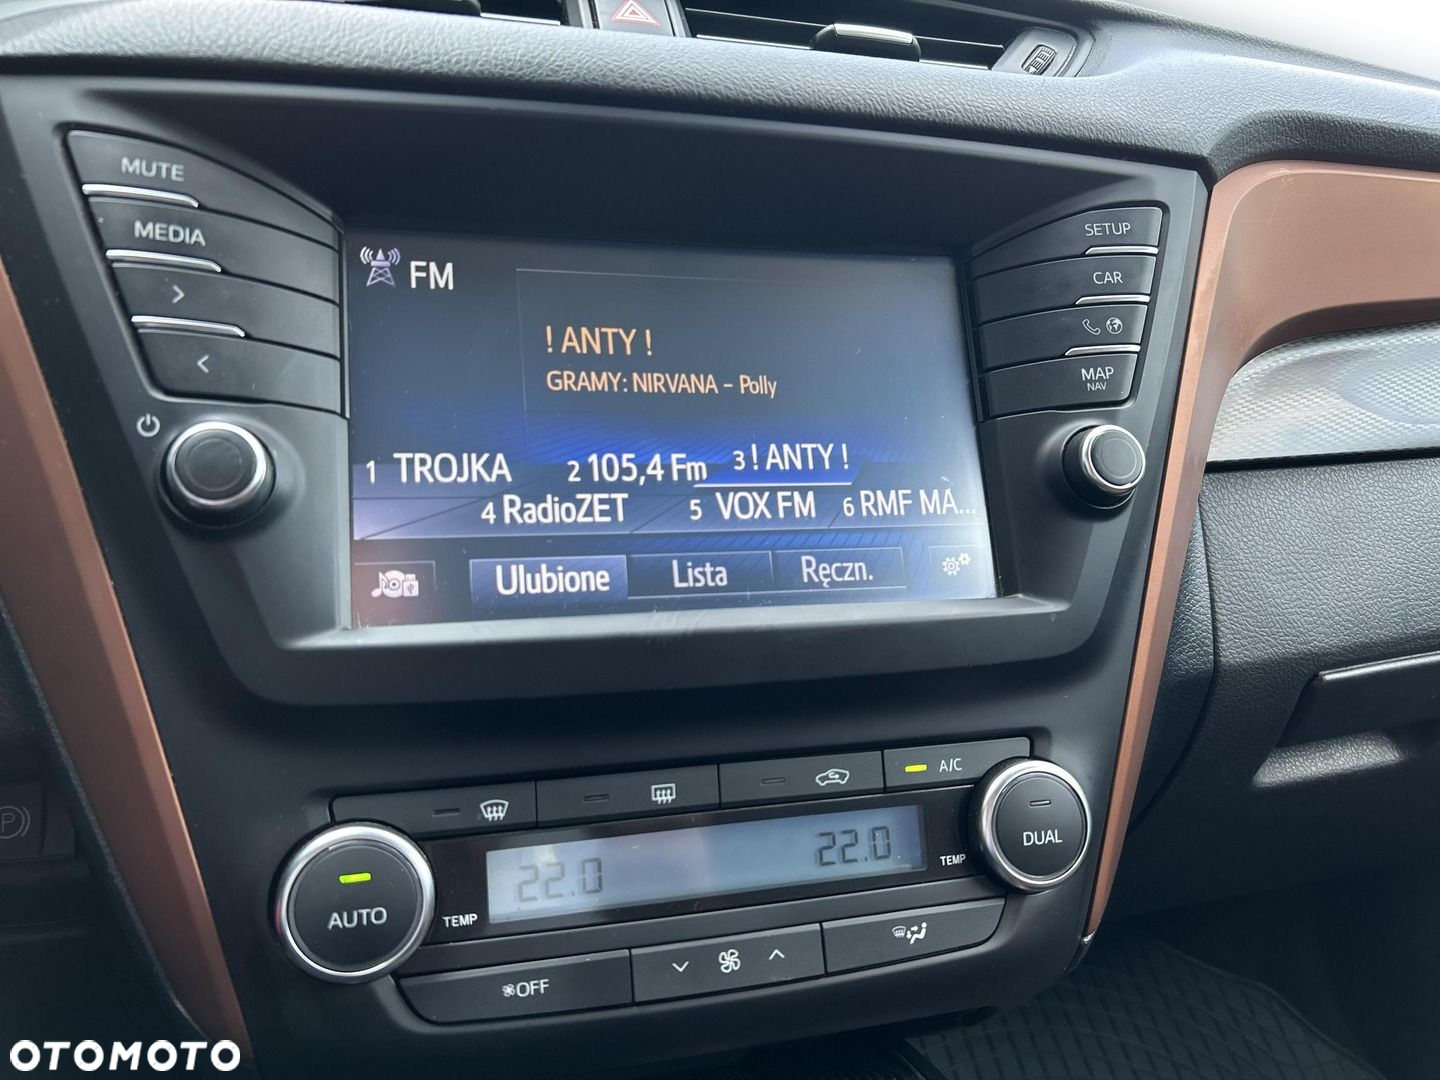 MUTE
MEDIA
>
<
SETUP
CAR
MAP
NAV
FM
! ANTY !
GRAMY: NIRVANA - Polly
1 TROJKA 2 105,4 Fm 3 ! ANTY !
4 RadioZET 5 VOX FM 6 RMF MA...
Ulubione Lista Ręczn.
A/C
AUTO
TEMP
22.0 22.0
TEMP
DUAL
OFF
P
OTOMOTO